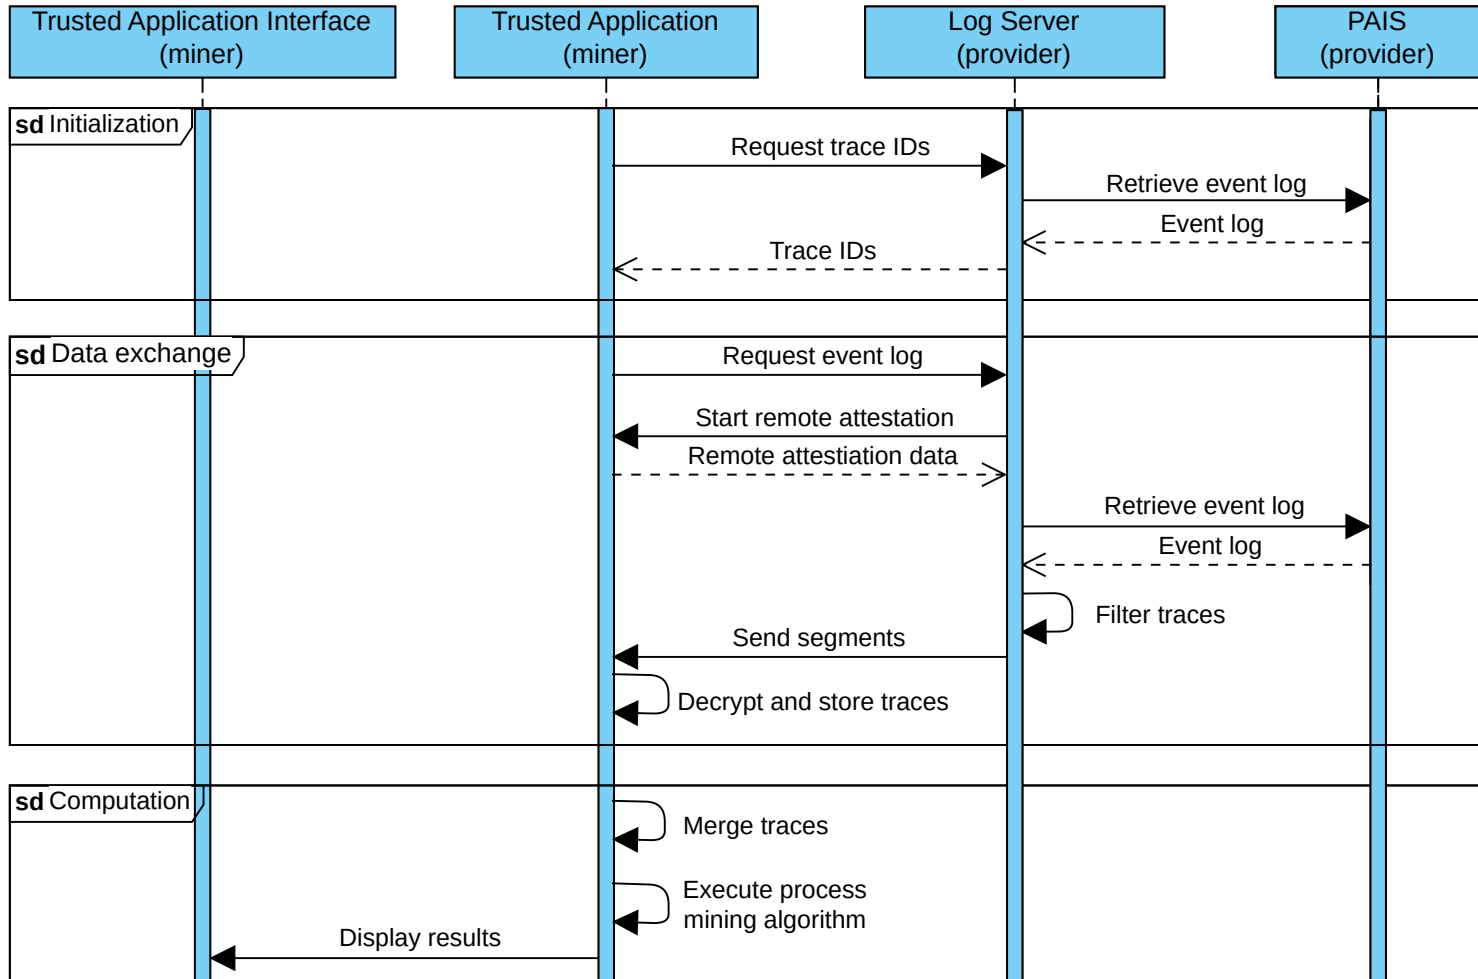 Trusted Application Interface
(miner)
Trusted Application
(miner)
Log Server
(provider)
PAIS
(provider)
sd Initialization
Request trace IDs
Retrieve event log
Event log
Trace IDs
sd Data exchange
Request event log
Start remote attestation
Remote attestiation data
Retrieve event log
Event log
Filter traces
Send segments
Decrypt and store traces
sd Computation
Merge traces
Execute process
mining algorithm
Display results